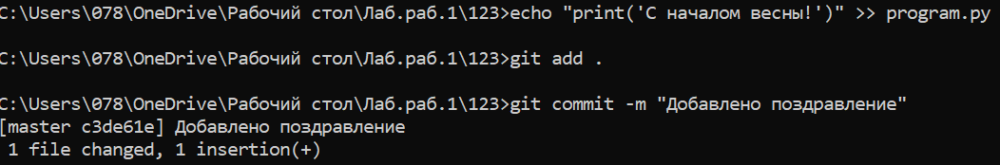 C:\Users\078\OneDrive\Рабочий стол\Лаб.раб.1\123>echo "print('С началом весны!')" >> program.py
C:\Users\078\OneDrive\Рабочий стол\Лаб.раб.1\123>git add .
C:\Users\078\OneDrive\Рабочий стол\Лаб.раб.1\123>git commit -m "Добавлено поздравление"
[master c3de61e] Добавлено поздравление
 1 file changed, 1 insertion(+)